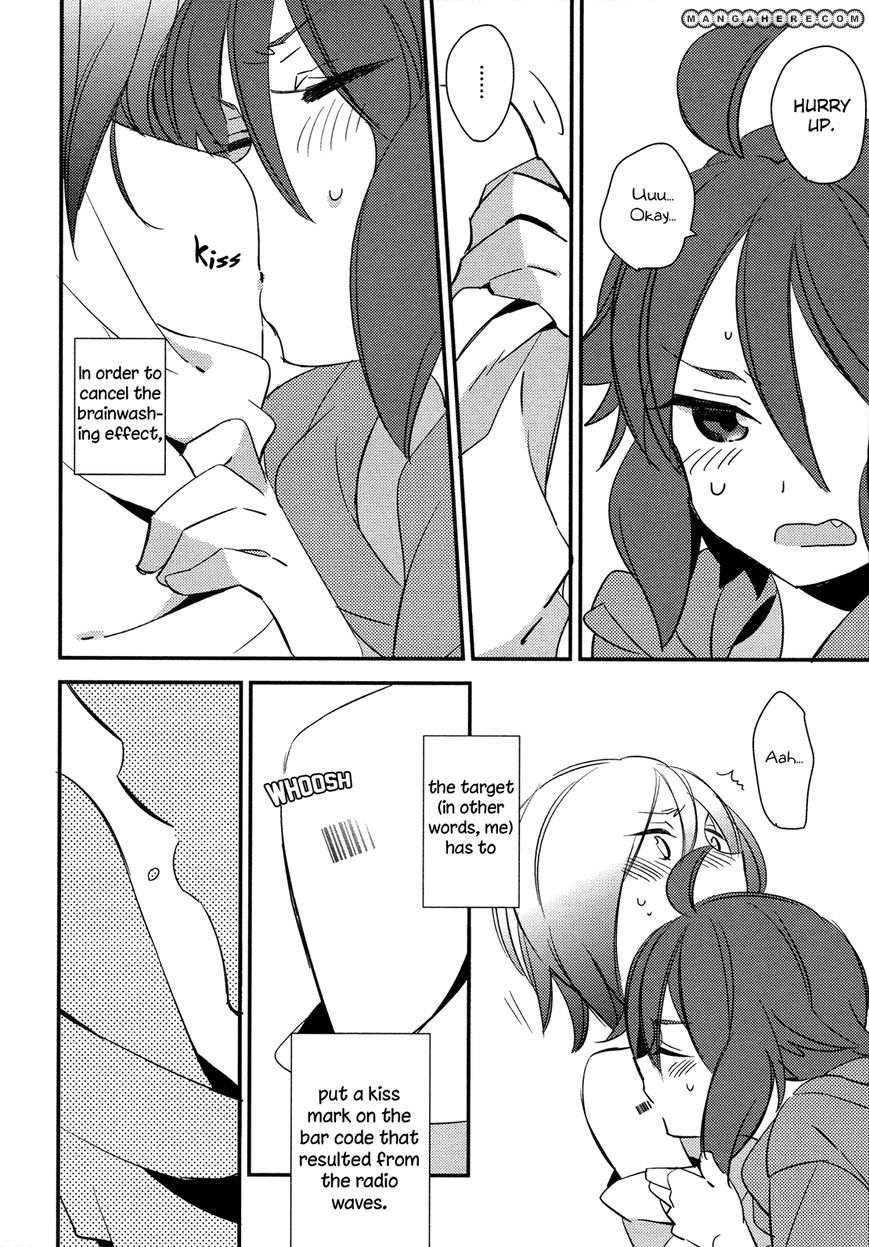 MANGAHERE.COM
HURRY
UP.
Uuu...
Okay...
........
kiss
In order to
cancel the
brainwash-
ing effect,
Aah...
the target
(in other
words, me)
has to
WHOOSH
put a kiss
mark on the
bar code that
resulted from
the radio
waves.